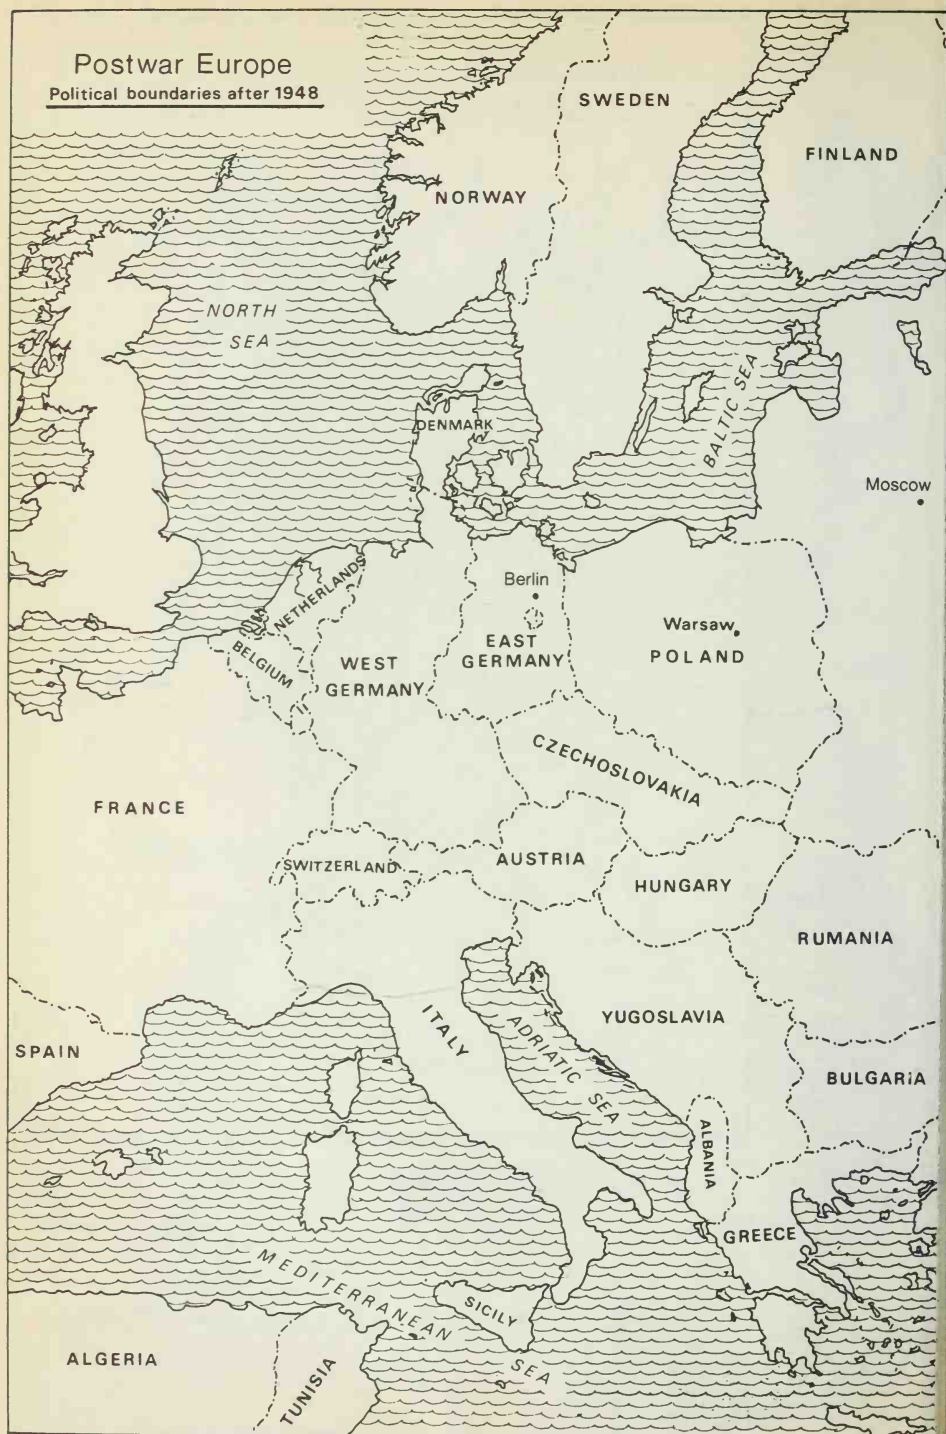 Postwar Europe
Political boundaries after 1948
SWEDEN
FINLAND
NORWAY
NORTH
SEA
BALTIC SEA
DENMARK
Moscow
NETHERLANDS
Berlin
BELGIUM
WEST
GERMANY
EAST
GERMANY
Warsaw
POLAND
CZECHOSLOVAKIA
FRANCE
SWITZERLAND
AUSTRIA
HUNGARY
RUMANIA
ITALY
ADRIATIC SEA
YUGOSLAVIA
SPAIN
BULGARiA
ALBANIA
GREECE
MEDITERRANEAN
SEA
SICILY
ALGERIA
TUNISIA